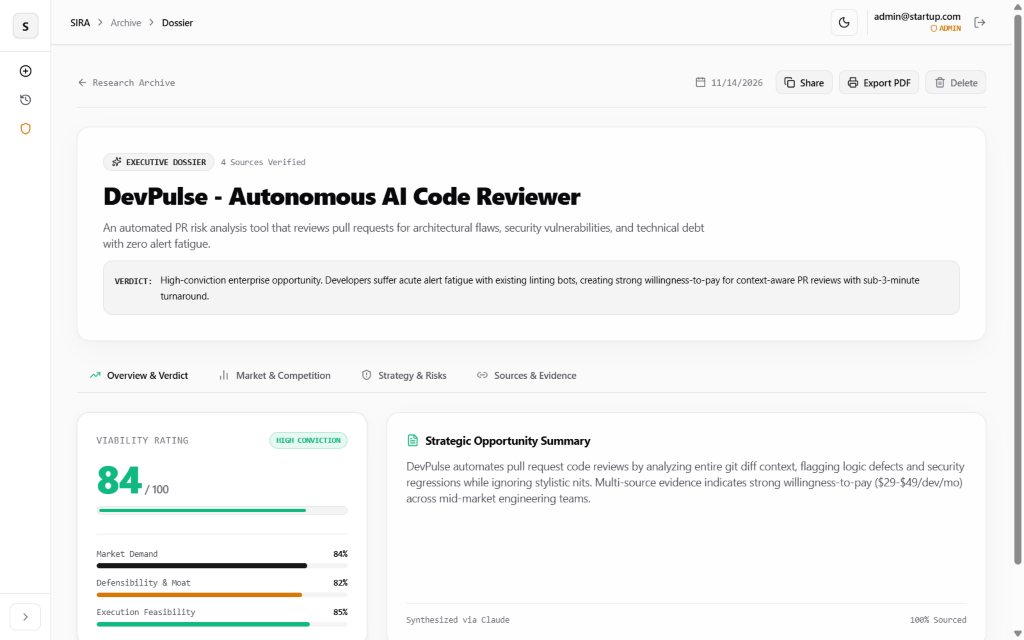 S
SIRA > Archive > Dossier
admin@startup.com
ADMIN
← Research Archive
11/14/2026
Share
Export PDF
Delete
EXECUTIVE DOSSIER
4 Sources Verified
DevPulse - Autonomous AI Code Reviewer
An automated PR risk analysis tool that reviews pull requests for architectural flaws, security vulnerabilities, and technical debt
with zero alert fatigue.
VERDICT: High-conviction enterprise opportunity. Developers suffer acute alert fatigue with existing linting bots, creating strong willingness-to-pay for context-aware PR reviews with sub-3-minute
turnaround.
Overview & Verdict
Market & Competition
Strategy & Risks
Sources & Evidence
VIABILITY RATING
HIGH CONVICTION
84 / 100
Market Demand 84%
Defensibility & Moat 82%
Execution Feasibility 85%
Strategic Opportunity Summary
DevPulse automates pull request code reviews by analyzing entire git diff context, flagging logic defects and security
regressions while ignoring stylistic nits. Multi-source evidence indicates strong willingness-to-pay ($29-$49/dev/mo)
across mid-market engineering teams.
Synthesized via Claude
100% Sourced